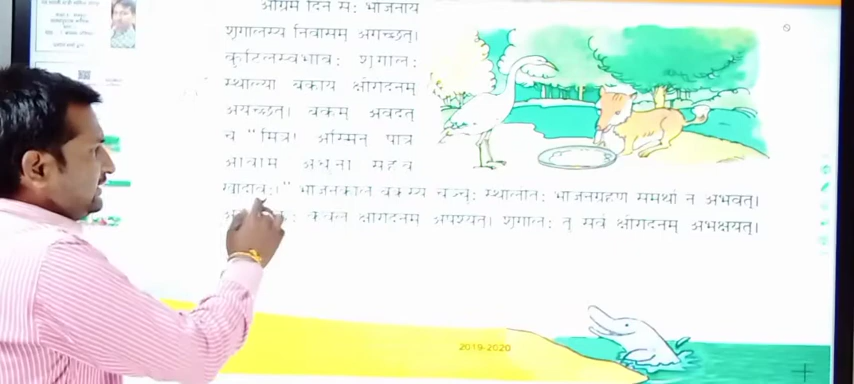 अग्रिमे दिने सः भोजनाय
शृगालस्य निवासम् अगच्छत्।
कुटिलस्वभावः शृगालः
स्थाल्यां बकाय क्षीरोदनम्
अयच्छत्। बकम् अवदत्
च "मित्र! अस्मिन् पात्रे
आवाम् अधुना सहैव
खादावः।" भोजनकाले बकस्य चञ्चुः स्थालीतः भोजनग्रहणे समर्था न अभवत्।
केवलं क्षीरोदनम् अपश्यत्। शृगालः तु सर्वं क्षीरोदनम् अभक्षयत्।
2019-2020